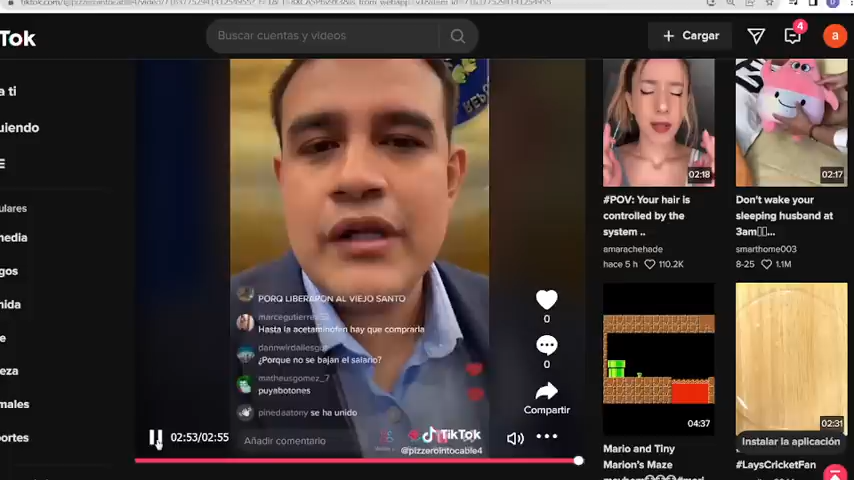 Tok
Buscar cuentas y videos
+ Cargar
4
a
a ti
uiendo
E
ulares
media
gos
nida
e
eza
males
portes
PORQ LIBERARON AL VIEJO SANTO
Hasta la acetaminofen hay que comprarla
¿Porque no se bajan el salario?
matheusgomez_7
puyabotones
pinedaatony se ha unido
Añadir comentario
TikTok
@pizzerointocable4
02:53/02:55
0
0
Compartir
02:18
#POV: Your hair is
controlled by the
system ..
amarachehade
hace 5 h 110.2K
02:17
Don't wake your
sleeping husband at
3am
smarthome003
8-25 1.1M
04:37
Mario and Tiny
Marion's Maze
02:31
Instalar la aplicación
#LaysCricketFan